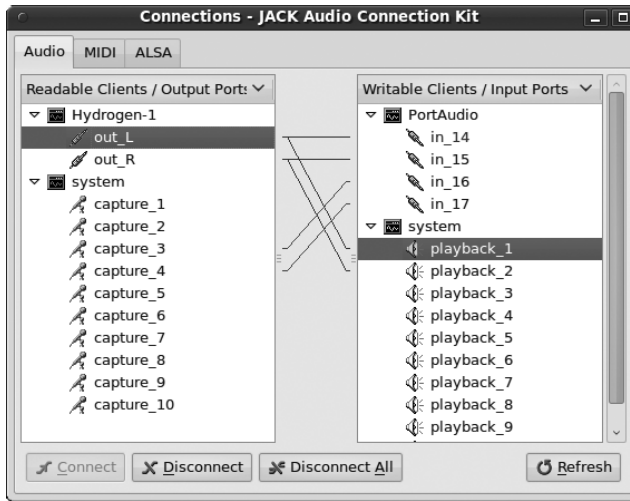 Connections - JACK Audio Connection Kit
Audio MIDI ALSA
Readable Clients / Output Ports
Hydrogen-1
out_L
out_R
system
capture_1
capture_2
capture_3
capture_4
capture_5
capture_6
capture_7
capture_8
capture_9
capture_10
Writable Clients / Input Ports
PortAudio
in_14
in_15
in_16
in_17
system
playback_1
playback_2
playback_3
playback_4
playback_5
playback_6
playback_7
playback_8
playback_9
Connect Disconnect Disconnect All Refresh